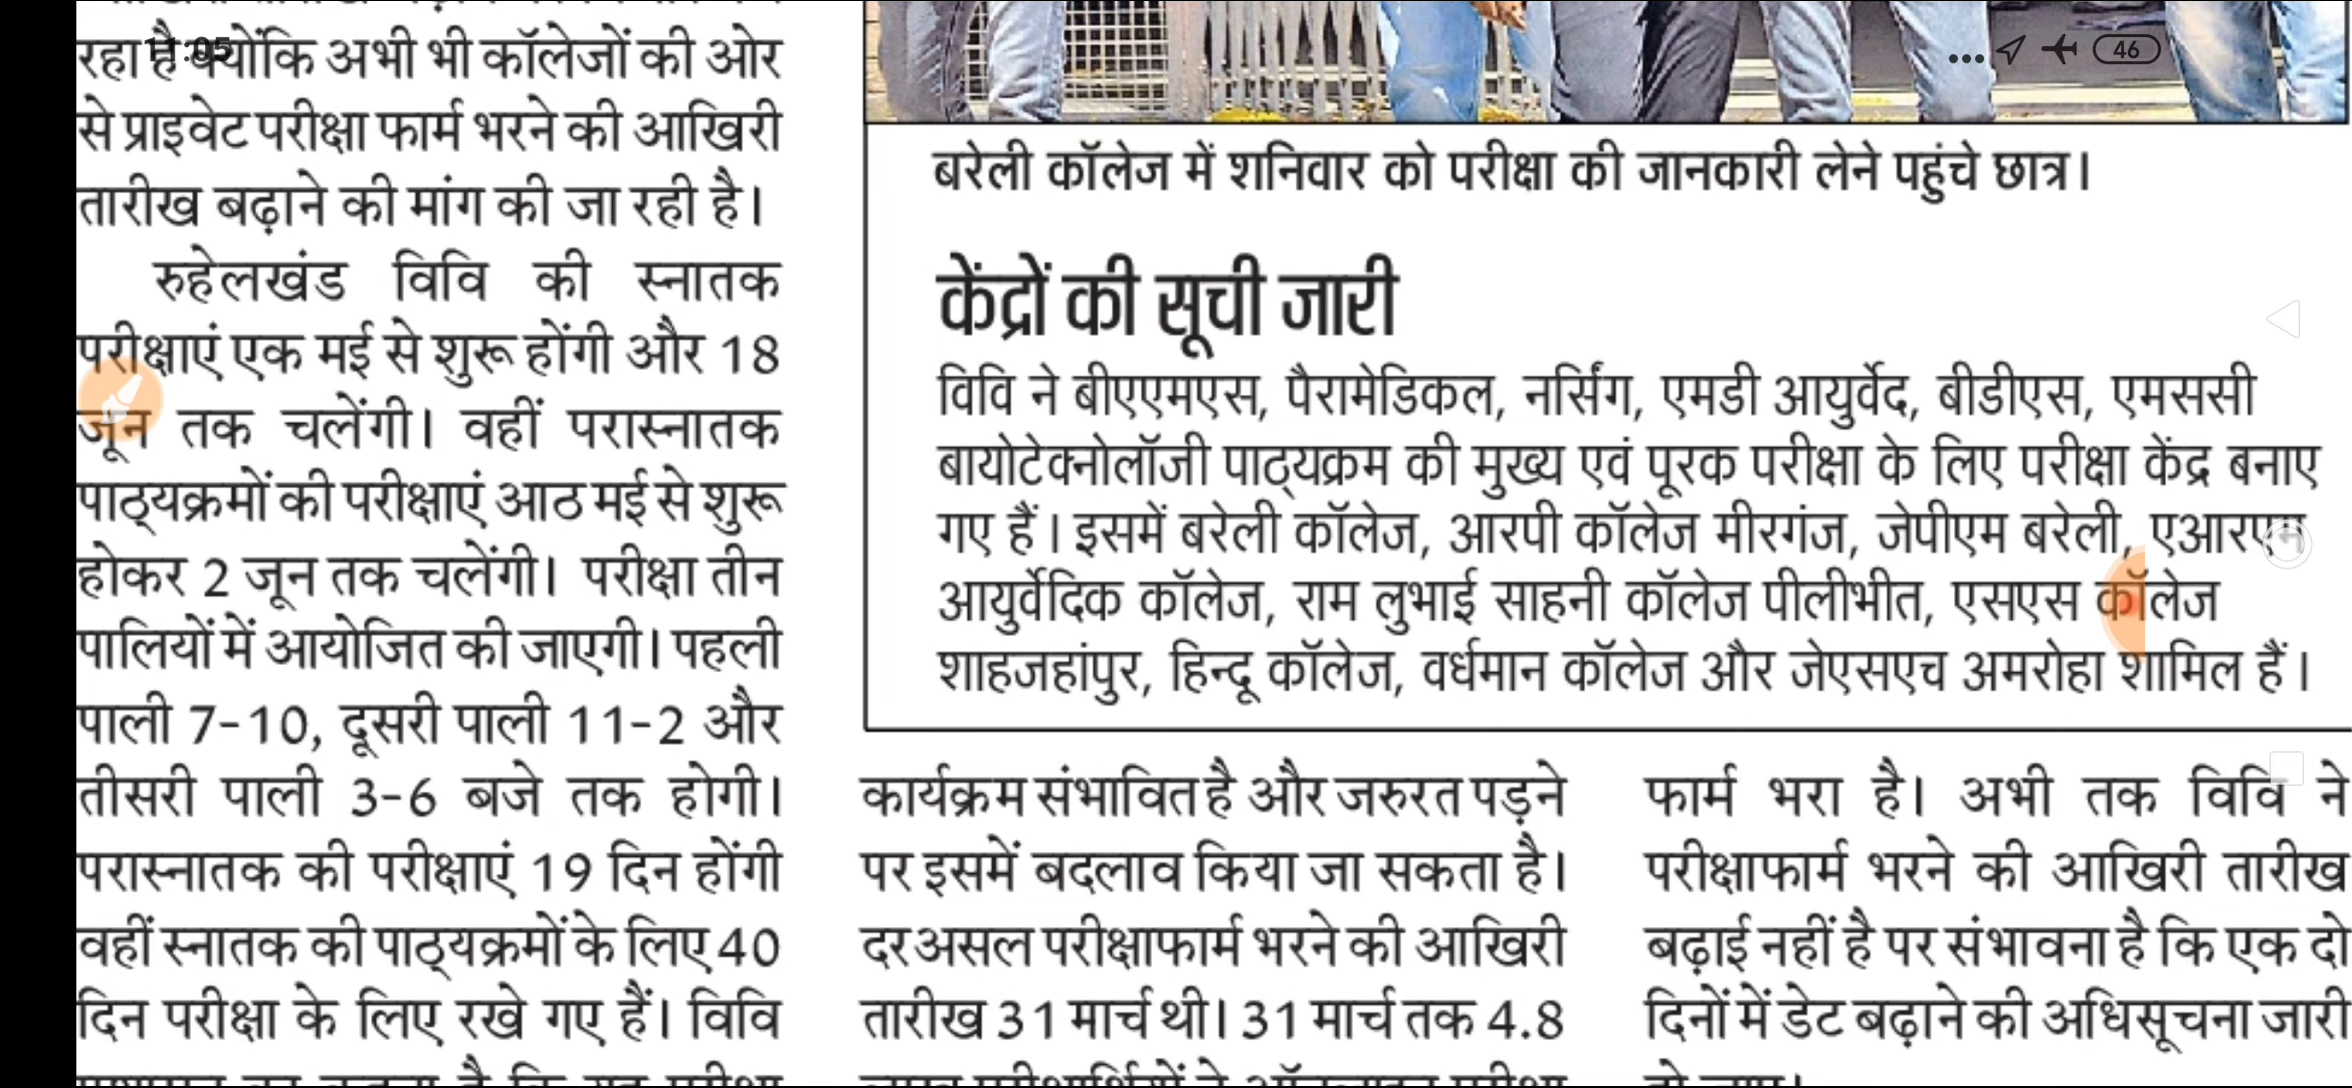 रहा है क्योंकि अभी भी कॉलेजों की ओर
से प्राइवेट परीक्षा फार्म भरने की आखिरी
तारीख बढ़ाने की मांग की जा रही है।
रुहेलखंड विवि की स्नातक
परीक्षाएं एक मई से शुरू होंगी और 18
जून तक चलेंगी। वहीं परास्नातक
पाठ्यक्रमों की परीक्षाएं आठ मई से शुरू
होकर 2 जून तक चलेंगी। परीक्षा तीन
पालियों में आयोजित की जाएगी। पहली
पाली 7-10, दूसरी पाली 11-2 और
तीसरी पाली 3-6 बजे तक होगी।
परास्नातक की परीक्षाएं 19 दिन होंगी
वहीं स्नातक की पाठ्यक्रमों के लिए 40
दिन परीक्षा के लिए रखे गए हैं। विवि
11:05
46
बरेली कॉलेज में शनिवार को परीक्षा की जानकारी लेने पहुंचे छात्र।
केंद्रों की सूची जारी
विवि ने बीएएमएस, पैरामेडिकल, नर्सिंग, एमडी आयुर्वेद, बीडीएस, एमससी
बायोटेक्नोलॉजी पाठ्यक्रम की मुख्य एवं पूरक परीक्षा के लिए परीक्षा केंद्र बनाए
गए हैं। इसमें बरेली कॉलेज, आरपी कॉलेज मीरगंज, जेपीएम बरेली, एआरएम
आयुर्वेदिक कॉलेज, राम लुभाई साहनी कॉलेज पीलीभीत, एसएस कॉलेज
शाहजहांपुर, हिन्दू कॉलेज, वर्धमान कॉलेज और जेएसएच अमरोहा शामिल हैं।
कार्यक्रम संभावित है और जरुरत पड़ने
पर इसमें बदलाव किया जा सकता है।
दरअसल परीक्षाफार्म भरने की आखिरी
तारीख 31 मार्च थी। 31 मार्च तक 4.8
फार्म भरा है। अभी तक विवि ने
परीक्षाफार्म भरने की आखिरी तारीख
बढ़ाई नहीं है पर संभावना है कि एक दो
दिनों में डेट बढ़ाने की अधिसूचना जारी